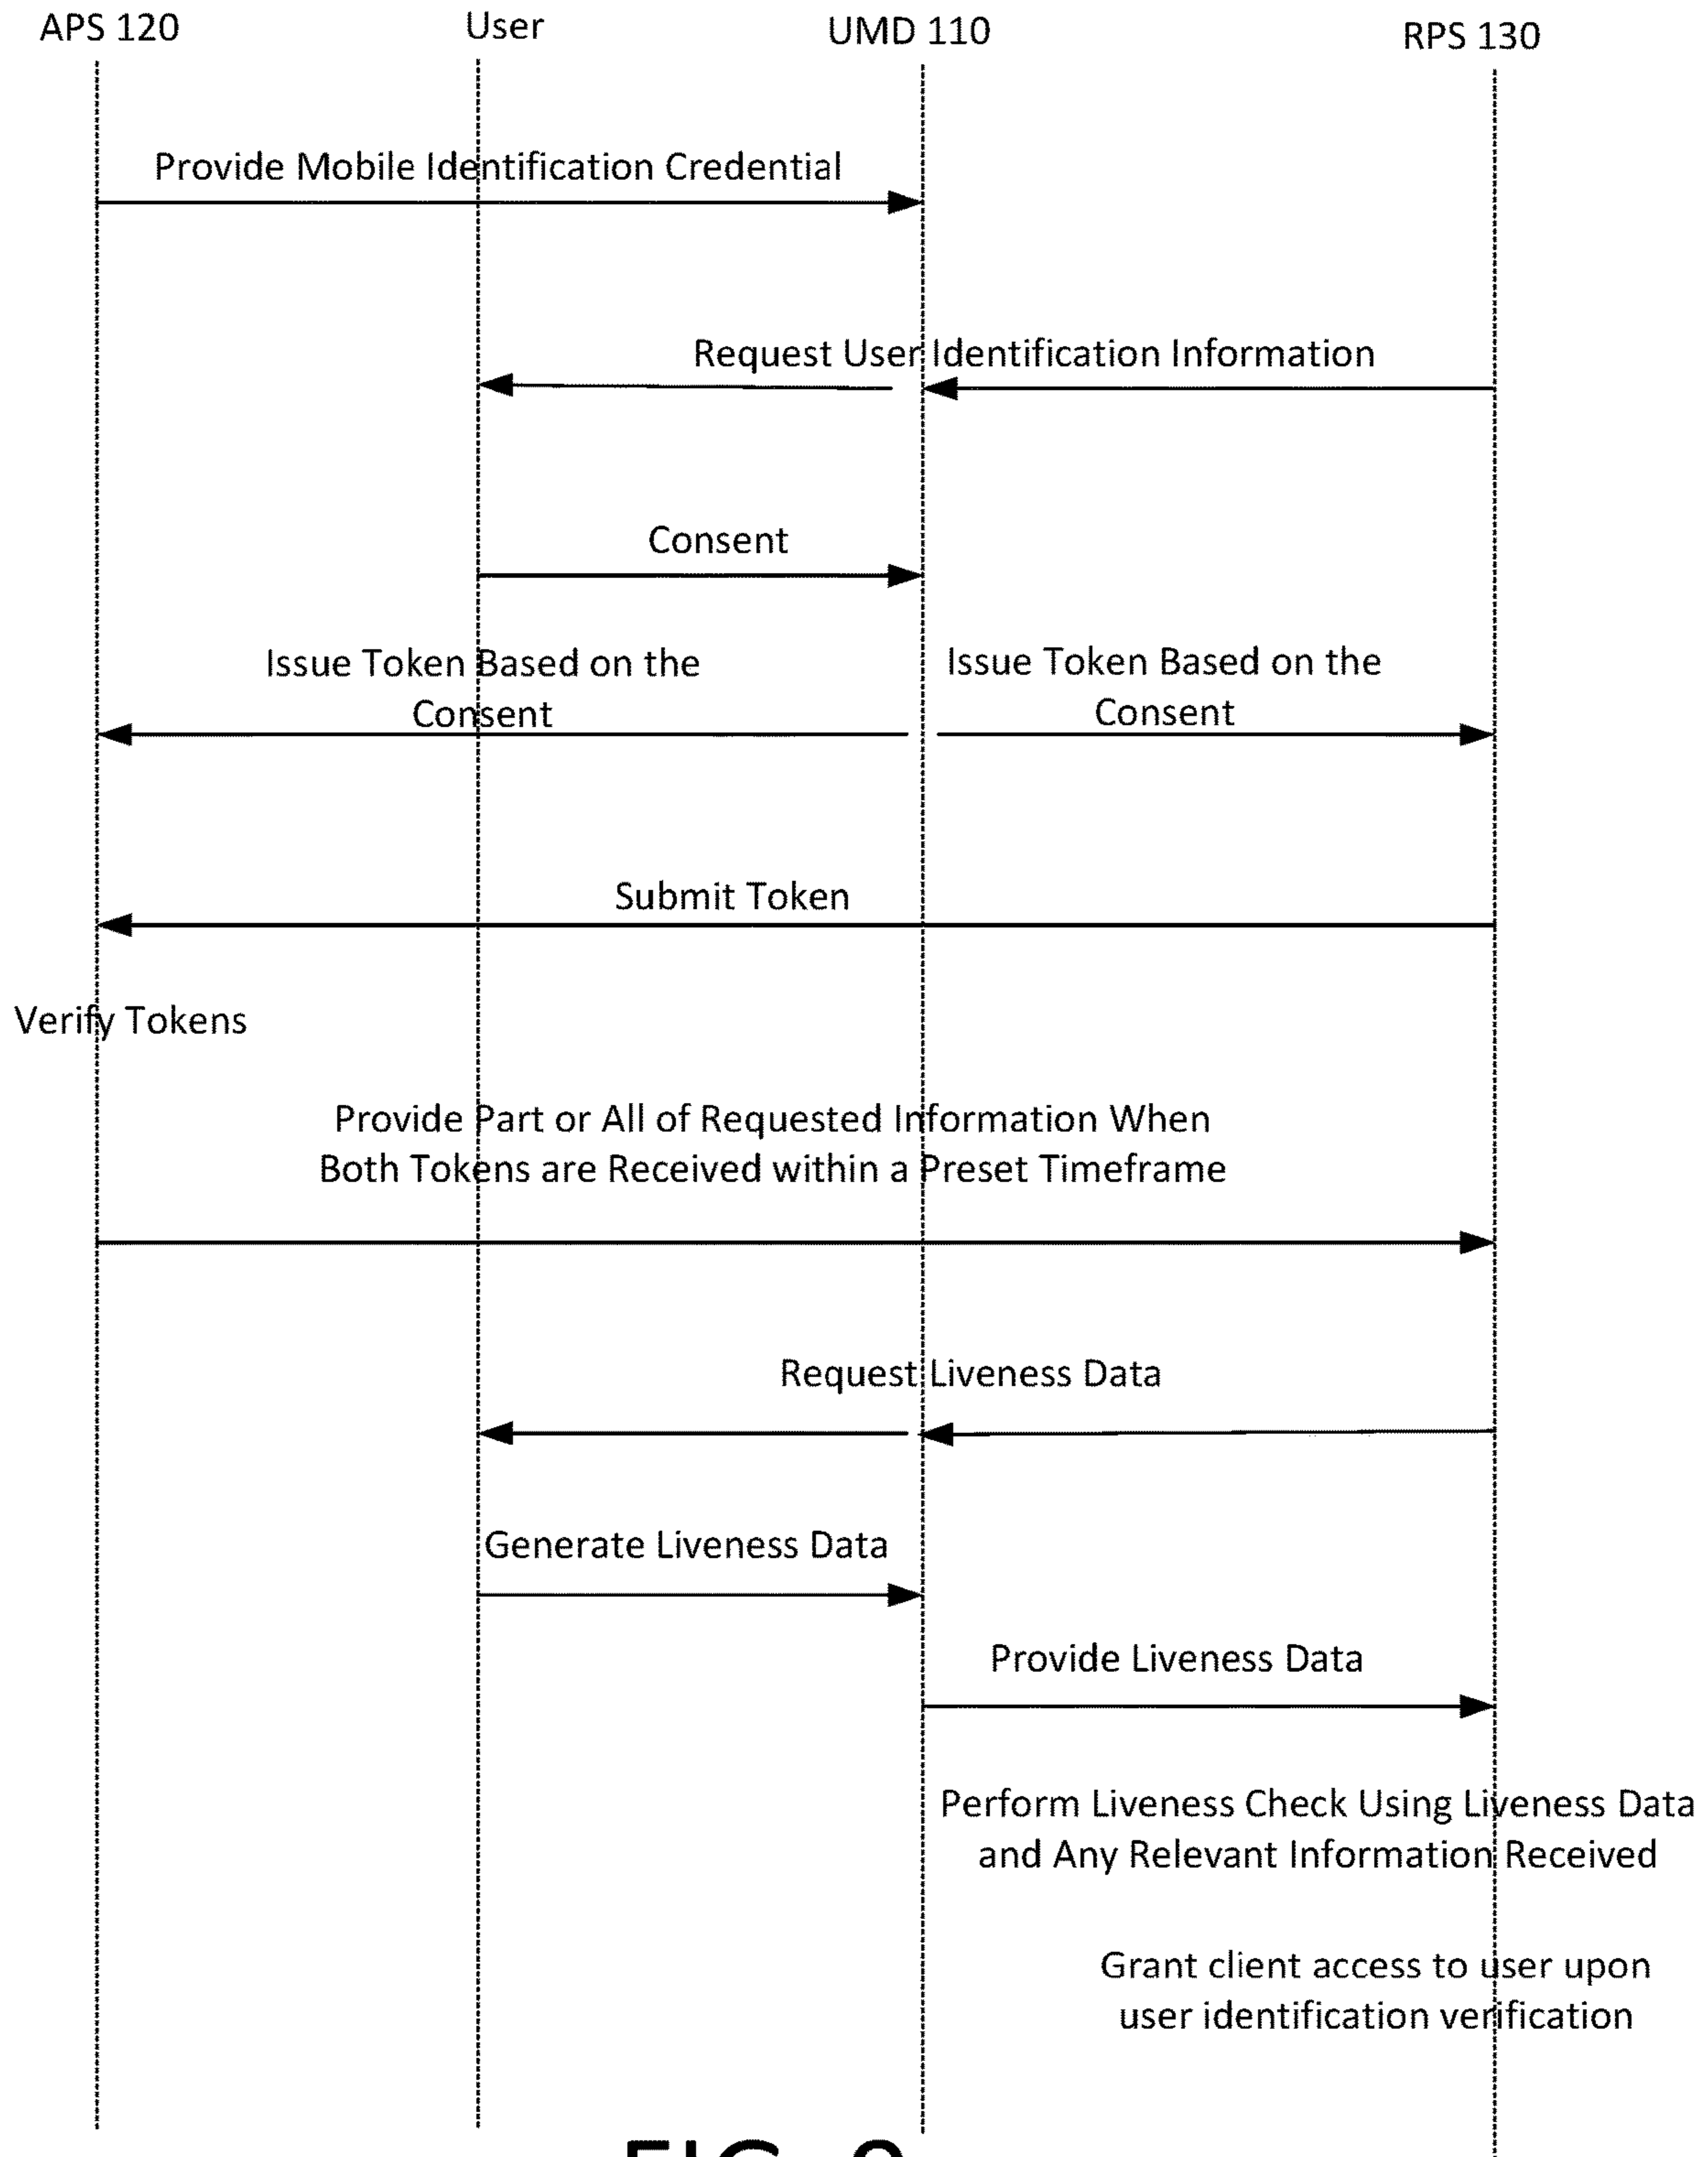 APS 120
User
UMD 110
RPS 130
Provide Mobile Identification Credential
Request User Identification Information
Consent
Issue Token Based on the
Consent
Issue Token Based on the
Consent
Submit Token
Verify Tokens
Provide Part or All of Requested Information When
Both Tokens are Received within a Preset Timeframe
Request Liveness Data
Generate Liveness Data
Provide Liveness Data
Perform Liveness Check Using Liveness Data
and Any Relevant Information Received
Grant client access to user upon
user identification verification
FIG.